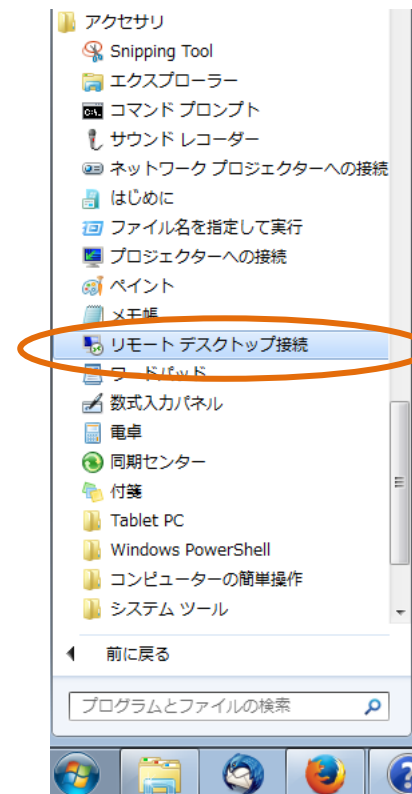 アクセサリ
Snipping Tool
エクスプローラー
コマンド プロンプト
サウンド レコーダー
ネットワーク プロジェクターへの接続
はじめに
ファイル名を指定して実行
プロジェクターへの接続
ペイント
メモ帳
リモート デスクトップ接続
ワードパッド
数式入力パネル
電卓
同期センター
付箋
Tablet PC
Windows PowerShell
コンピューターの簡単操作
システム ツール
前に戻る
プログラムとファイルの検索